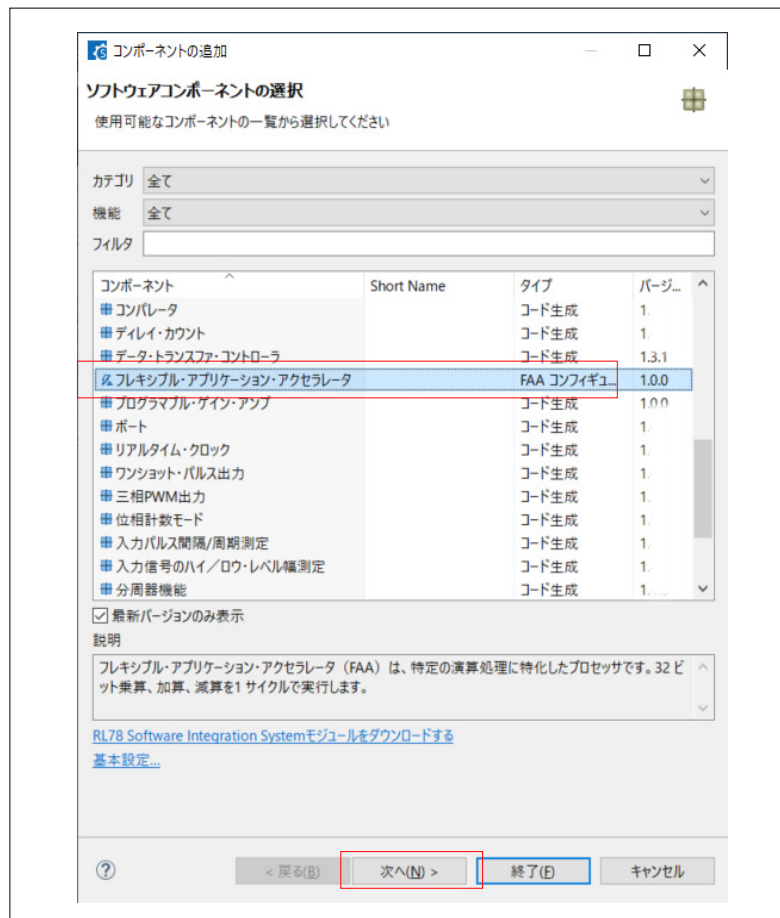 コンポーネントの追加
ソフトウェアコンポーネントの選択
使用可能なコンポーネントの一覧から選択してください
カテゴリ 全て
機能 全て
フィルタ
コンポーネント Short Name タイプ バージ...
コンパレータ コード生成 1.
ディレイ・カウント コード生成 1.
データ・トランスファ・コントローラ コード生成 1.3.1
フレキシブル・アプリケーション・アクセラレータ FAA コンフィギュ... 1.0.0
プログラマブル・ゲイン・アンプ コード生成 1.0.0
ポート コード生成 1.
リアルタイム・クロック コード生成 1.
ワンショット・パルス出力 コード生成 1.
三相PWM出力 コード生成 1.
位相計数モード コード生成 1.
入力パルス間隔/周期測定 コード生成 1.
入力信号のハイ/ロウ・レベル幅測定 コード生成 1.
分周器機能 コード生成 1.
最新バージョンのみ表示
説明
フレキシブル・アプリケーション・アクセラレータ（FAA）は、特定の演算処理に特化したプロセッサです。32 ビ
ット乗算、加算、減算を1 サイクルで実行します。
RL78 Software Integration Systemモジュールをダウンロードする
基本設定...
? < 戻る(B) 次へ(N) > 終了(F) キャンセル